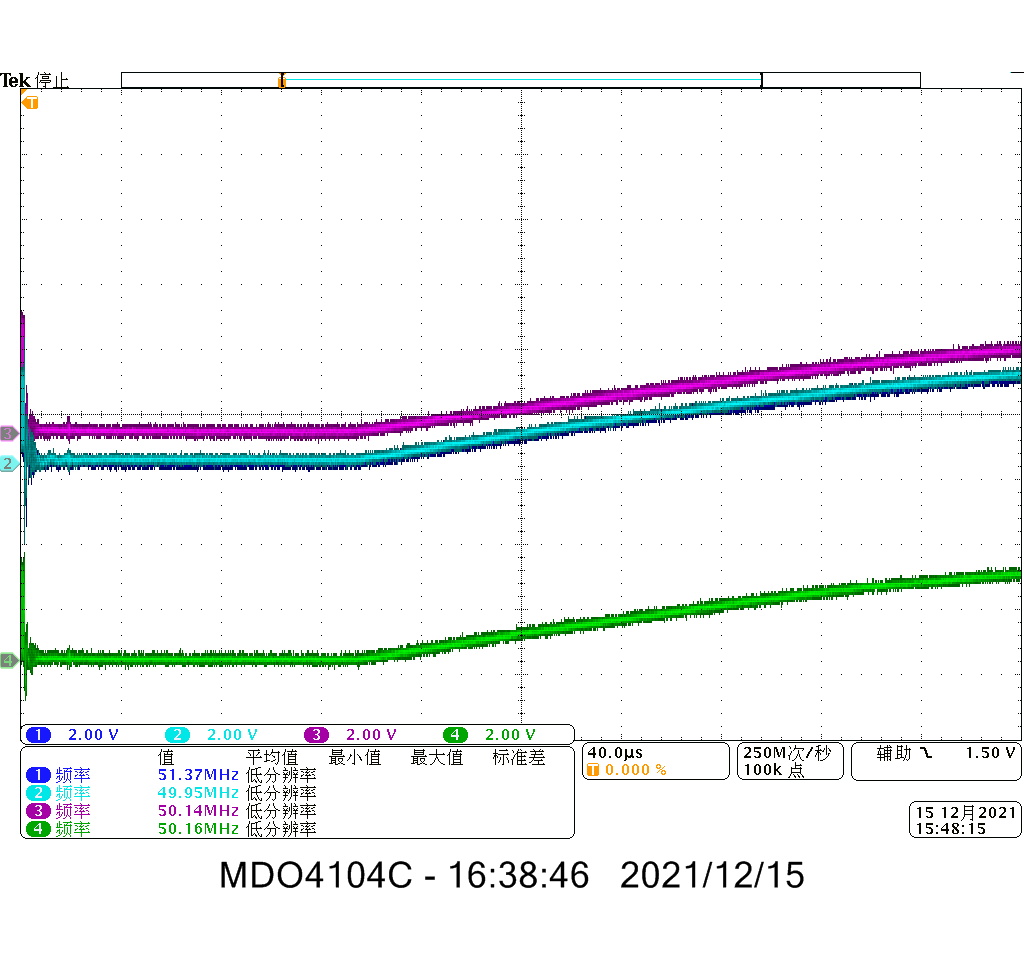 Tek 停止
T
3
2
4
1 2.00 V 2 2.00 V 3 2.00 V 4 2.00 V
值 平均值 最小值 最大值 标准差
1 频率 51.37MHz 低分辨率
2 频率 49.95MHz 低分辨率
3 频率 50.14MHz 低分辨率
4 频率 50.16MHz 低分辨率
40.0µs
T 0.000 %
250M次/秒
100k 点
辅助 1.50 V
15 12月2021
15:48:15
MDO4104C - 16:38:46 2021/12/15